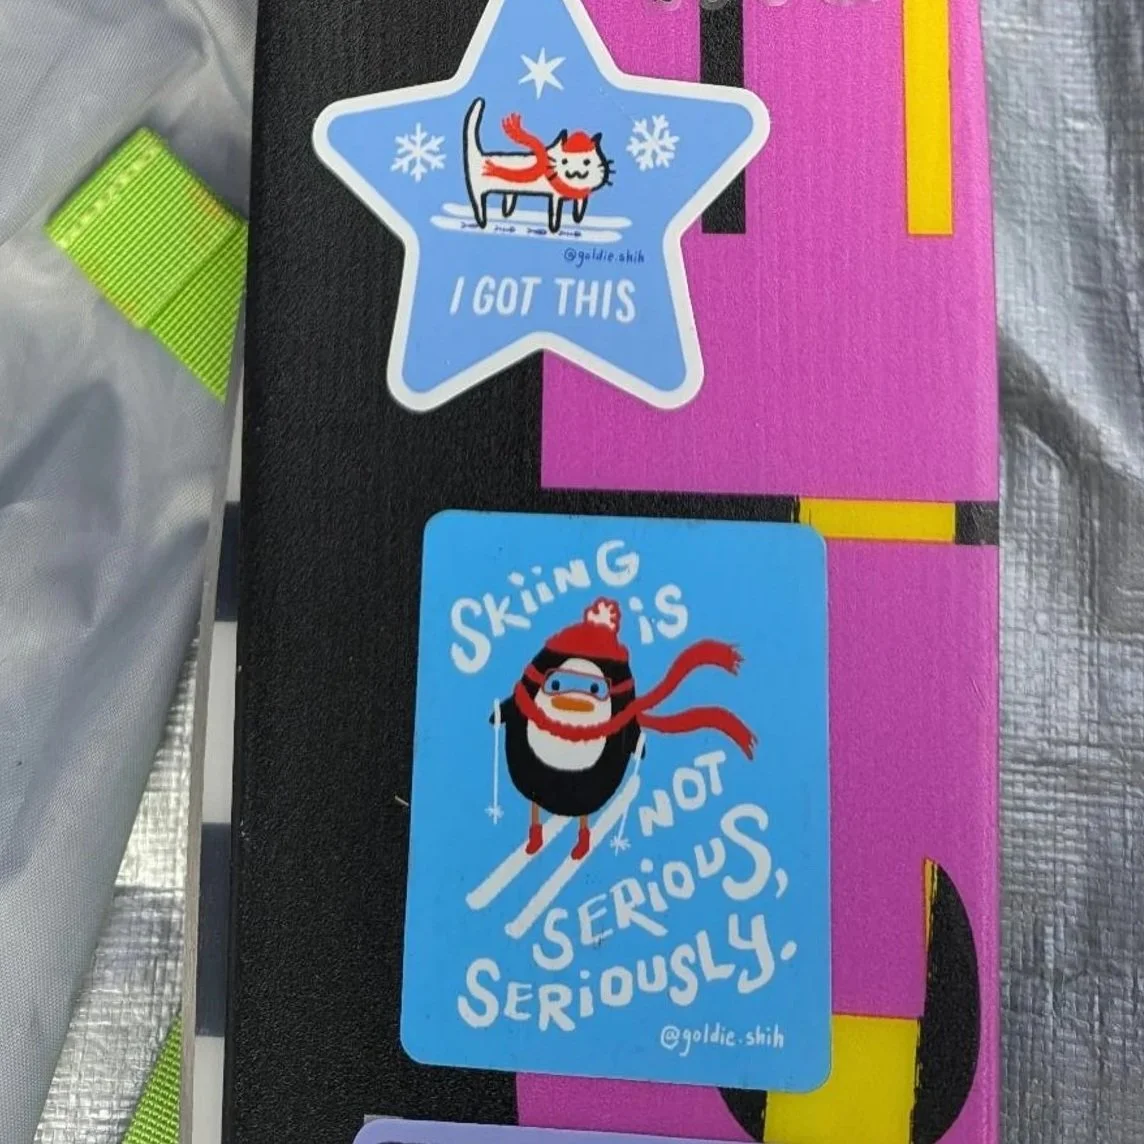 @goldie.shih
I GOT THIS
SkiiNG
iS
NOT
SERiOUS,
SERiOUSLY.
@goldie.shih